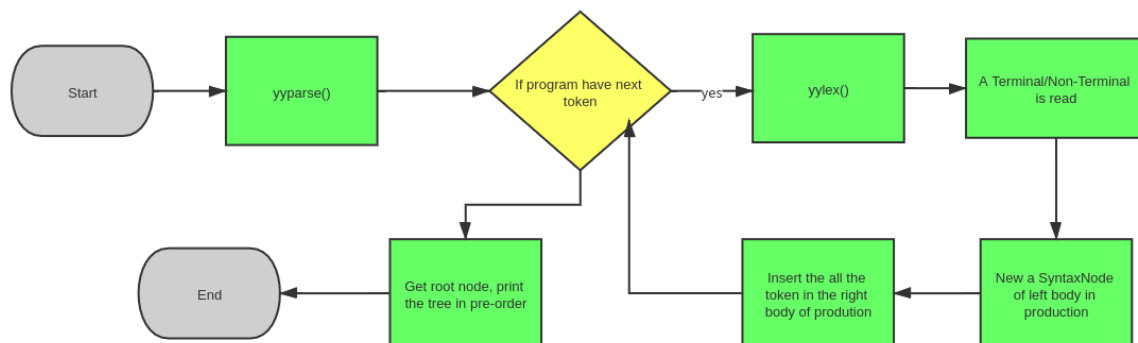 Start
yyparse()
If program have next
token
yes
yylex()
A Terminal/Non-Terminal
is read
End
Get root node, print
the tree in pre-order
Insert the all the
token in the right
body of prodution
New a SyntaxNode
of left body in
production